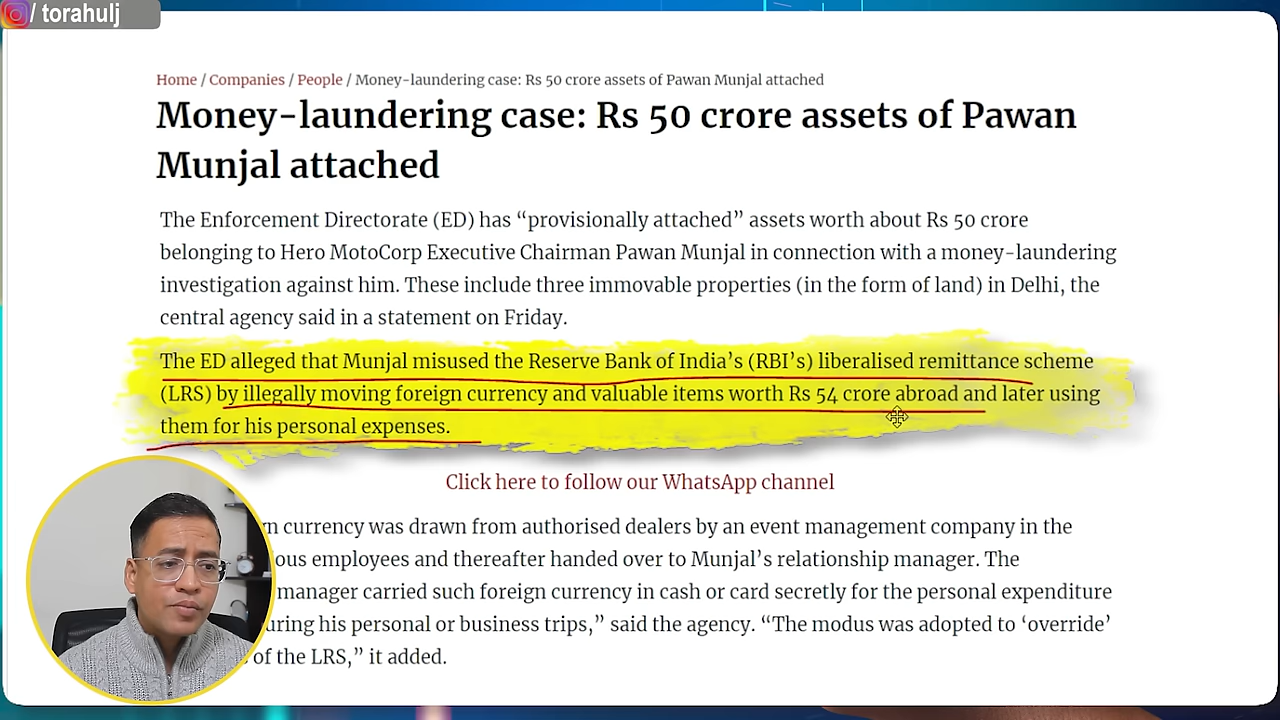 / torahulj
Home / Companies / People / Money-laundering case: Rs 50 crore assets of Pawan Munjal attached
Money-laundering case: Rs 50 crore assets of Pawan
Munjal attached
The Enforcement Directorate (ED) has “provisionally attached” assets worth about Rs 50 crore
belonging to Hero MotoCorp Executive Chairman Pawan Munjal in connection with a money-laundering
investigation against him. These include three immovable properties (in the form of land) in Delhi, the
central agency said in a statement on Friday.
The ED alleged that Munjal misused the Reserve Bank of India’s (RBI’s) liberalised remittance scheme
(LRS) by illegally moving foreign currency and valuable items worth Rs 54 crore abroad and later using
them for his personal expenses.
Click here to follow our WhatsApp channel
currency was drawn from authorised dealers by an event management company in the
employees and thereafter handed over to Munjal’s relationship manager. The
manager carried such foreign currency in cash or card secretly for the personal expenditure
his personal or business trips,” said the agency. “The modus was adopted to ‘override’
of the LRS,” it added.